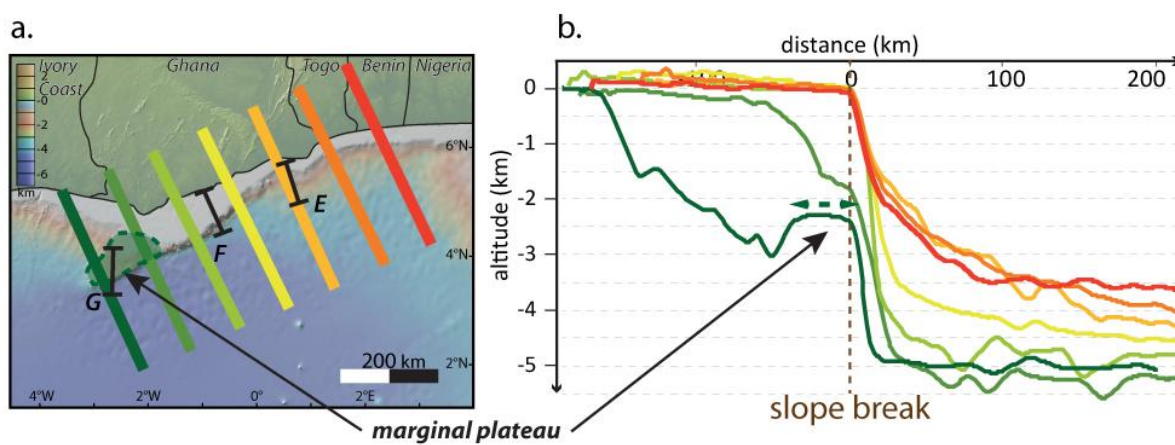 a.
Ivory Coast
Ghana
Togo
Benin
Nigeria
2
-0
-2
-4
-6
km
6°N
4°N
2°N
E
F
G
200 km
4°W
2°W
0°
2°E
marginal plateau
b.
distance (km)
0
100
200
0
-1
-2
-3
-4
-5
altitude (km)
slope break